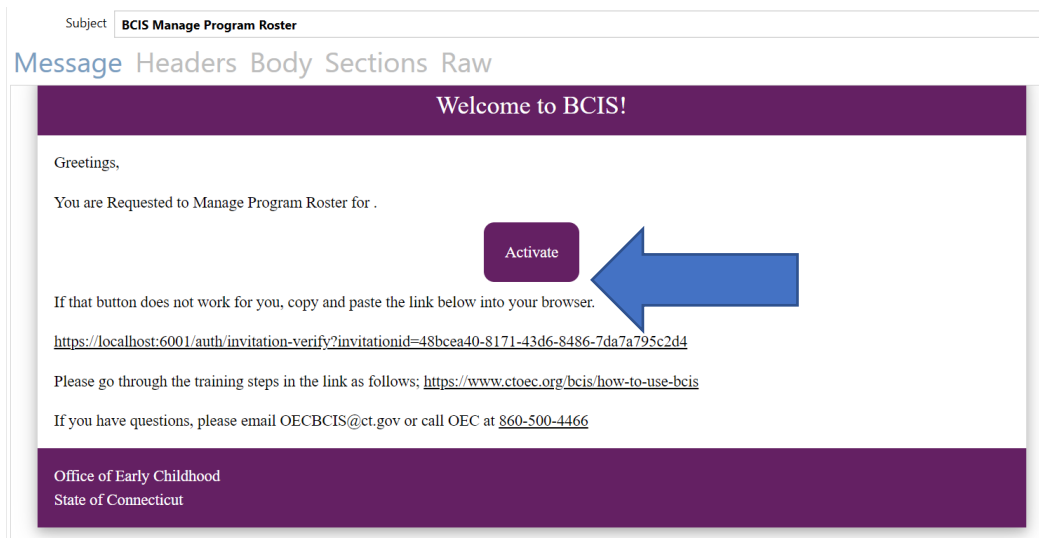 Subject BCIS Manage Program Roster
Message Headers Body Sections Raw
Welcome to BCIS!
Greetings,
You are Requested to Manage Program Roster for .
Activate
If that button does not work for you, copy and paste the link below into your browser.
https://localhost:6001/auth/invitation-verify?invitationid=48bcea40-8171-43d6-8486-7da7a795c2d4
Please go through the training steps in the link as follows; https://www.ctoec.org/bcis/how-to-use-bcis
If you have questions, please email OECBCIS@ct.gov or call OEC at 860-500-4466
Office of Early Childhood
State of Connecticut